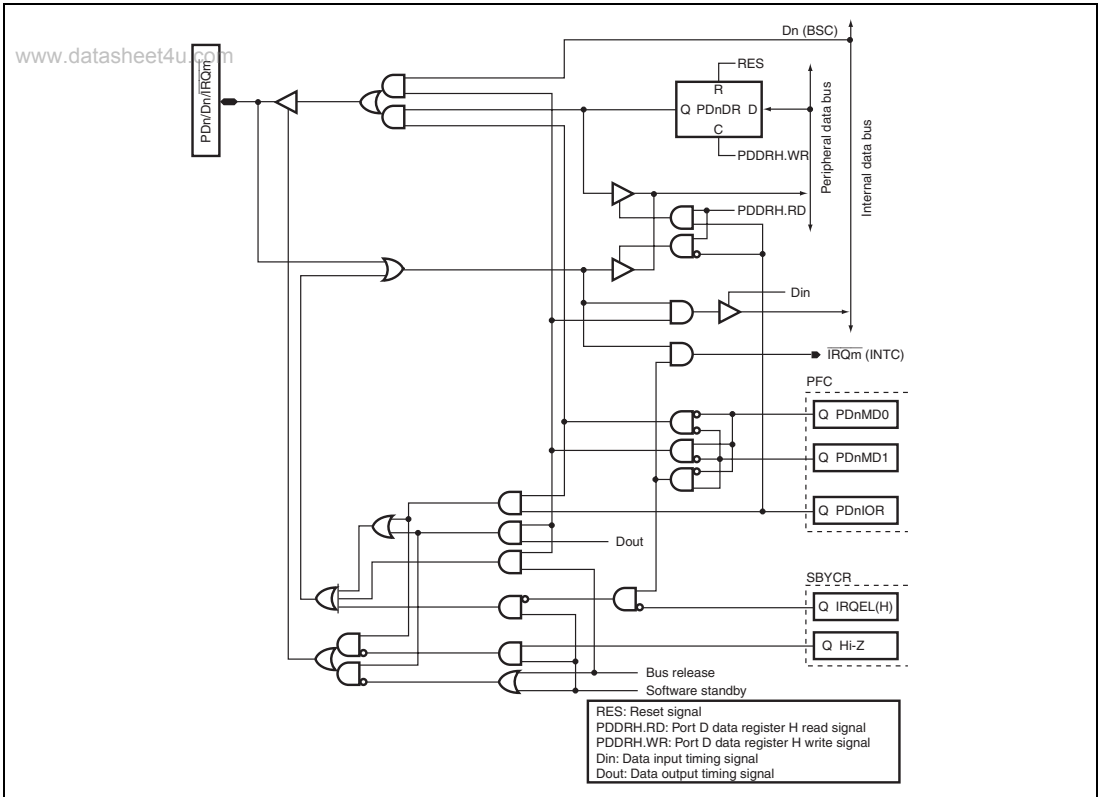 www.datasheet4u.com
PDn/Dn/IRQm
Dn (BSC)
RES
R
Q PDnDR D
C
PDDRH.WR
Peripheral data bus
Internal data bus
PDDRH.RD
Din
IRQm (INTC)
PFC
Q PDnMD0
Q PDnMD1
Q PDnIOR
Dout
SBYCR
Q IRQEL(H)
Q Hi-Z
Bus release
Software standby
RES: Reset signal
PDDRH.RD: Port D data register H read signal
PDDRH.WR: Port D data register H write signal
Din: Data input timing signal
Dout: Data output timing signal